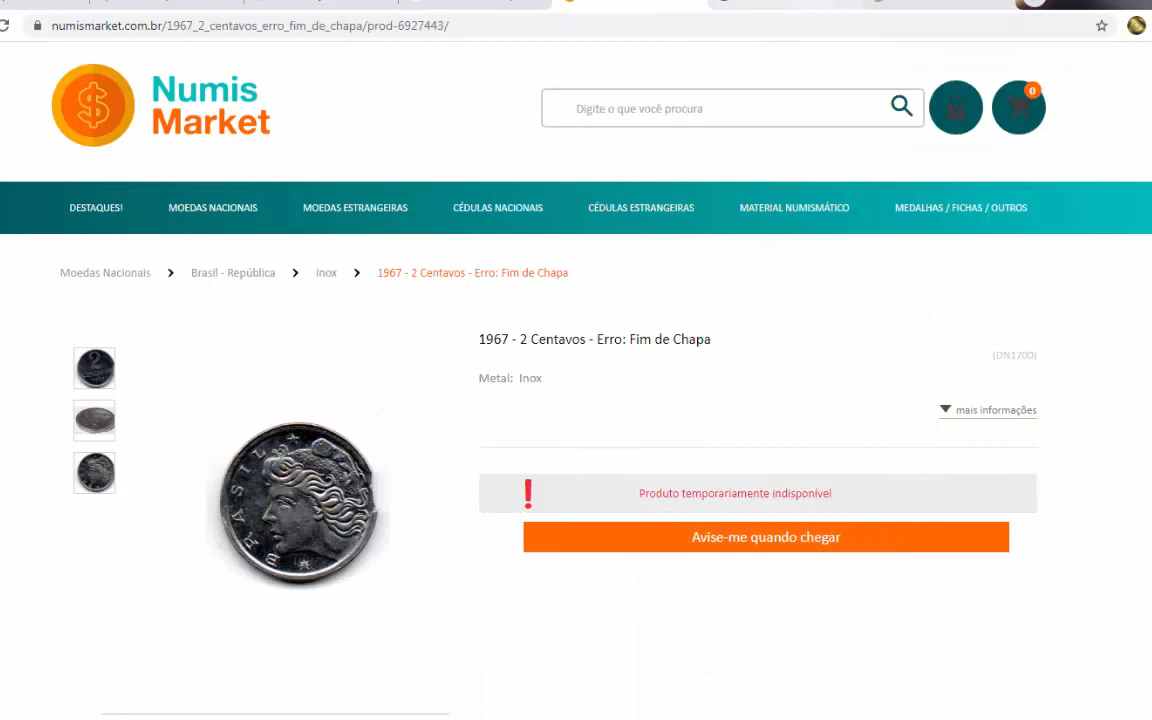 numismarket.com.br/1967_2_centavos_erro_fim_de_chapa/prod-6927443/
Numis
Market
Digite o que você procura
0
DESTAQUES!
MOEDAS NACIONAIS
MOEDAS ESTRANGEIRAS
CÉDULAS NACIONAIS
CÉDULAS ESTRANGEIRAS
MATERIAL NUMISMÁTICO
MEDALHAS / FICHAS / OUTROS
Moedas Nacionais
Brasil - República
Inox
1967 - 2 Centavos - Erro: Fim de Chapa
1967 - 2 Centavos - Erro: Fim de Chapa
(DN1700)
Metal: Inox
mais informações
Produto temporariamente indisponível
Avise-me quando chegar
2
BRASIL